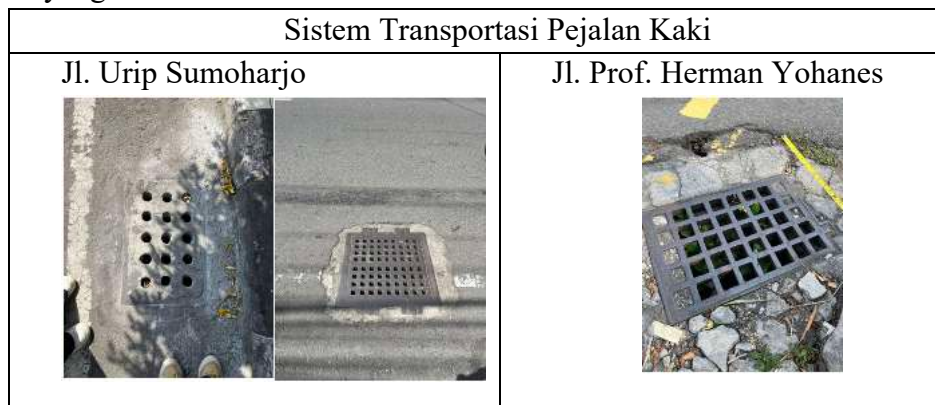 Sistem Transportasi Pejalan Kaki
Jl. Urip Sumoharjo
Jl. Prof. Herman Yohanes